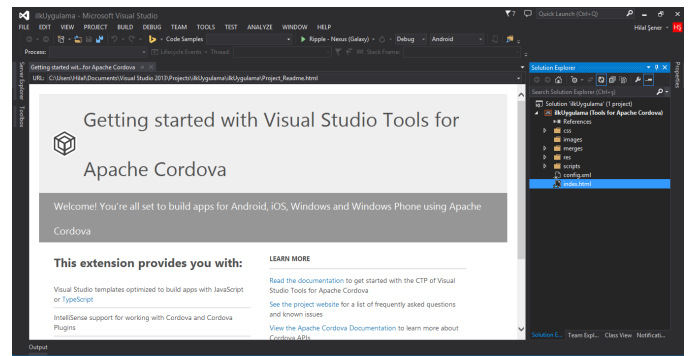 ilkUygulama - Microsoft Visual Studio
7
Quick Launch (Ctrl+Q)
FILE EDIT VIEW PROJECT BUILD DEBUG TEAM TOOLS TEST ANALYZE WINDOW HELP
Hilal Şener
HŞ
Code Samples
Ripple - Nexus (Galaxy)
Debug
Android
Process:
Lifecycle Events
Thread:
Stack Frame:
Server Explorer
Toolbox
Getting started wit...for Apache Cordova
URL: C:\Users\Hilal\Documents\Visual Studio 2013\Projects\ilkUygulama\ilkUygulama\Project_Readme.html
Getting started with Visual Studio Tools for
Apache Cordova
Welcome! You're all set to build apps for Android, iOS, Windows and Windows Phone using Apache
Cordova
This extension provides you with:
Visual Studio templates optimized to build apps with JavaScript
or TypeScript
IntelliSense support for working with Cordova and Cordova
Plugins
LEARN MORE
Read the documentation to get started with the CTP of Visual
Studio Tools for Apache Cordova
See the project website for a list of frequently asked questions
and known issues
View the Apache Cordova Documentation to learn more about
Cordova APIs
Solution Explorer
Search Solution Explorer (Ctrl+ş)
Solution 'ilkUygulama' (1 project)
ilkUygulama (Tools for Apache Cordova)
References
css
images
merges
res
scripts
config.xml
index.html
Solution E... Team Expl... Class View Notificati...
Properties
Output